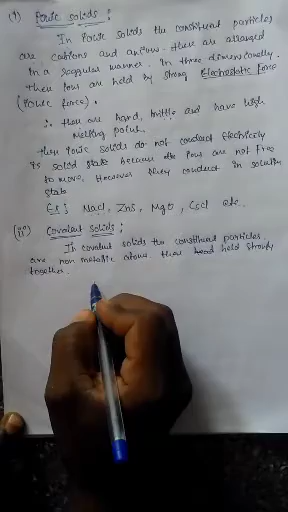 (i) Ionic solids :
In Ionic Solids the constituent particles
are cations and anions. these are arranged
in a regular manner. In three dimensionally.
These ions are held by strong Electrostatic force
(Ionic force).
∴ they are hard, brittle and have high
melting point.
they Ionic solids do not conduct Electricity
is solid state because the ions are not free
to move. However they conduct in solution
state
Ex; Nacl, Zns, Mgo, Cscl etc.
(ii) Covalent solids ;
In covalent solids the constituent particles
are non metallic atoms. these held strongly
together.